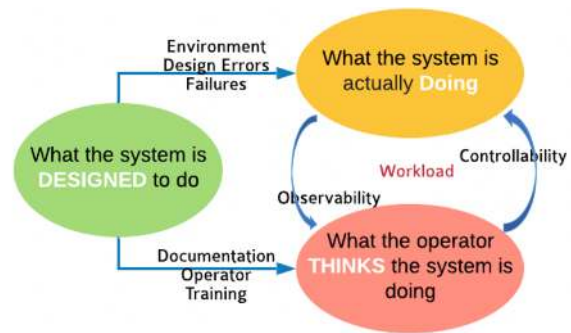 Environment
Design Errors
Failures
What the system is
actually Doing
What the system is
DESIGNED to do
Controllability
Workload
Observability
What the operator
THINKS the system is
doing
Documentation
Operator
Training